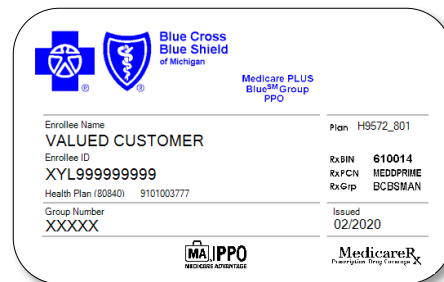 Blue Cross
Blue Shield
of Michigan
® ®
Medicare PLUS
Blue℠ Group
PPO
Enrollee Name
VALUED CUSTOMER
Plan H9572_801
Enrollee ID
XYL999999999
RxBIN 610014
RxPCN MEDDPRIME
RxGrp BCBSMAN
Health Plan (80840) 9101003777
Group Number
XXXXX
Issued
02/2020
MA PPO
MEDICARE ADVANTAGE
MedicareRx
Prescription Drug Coverage